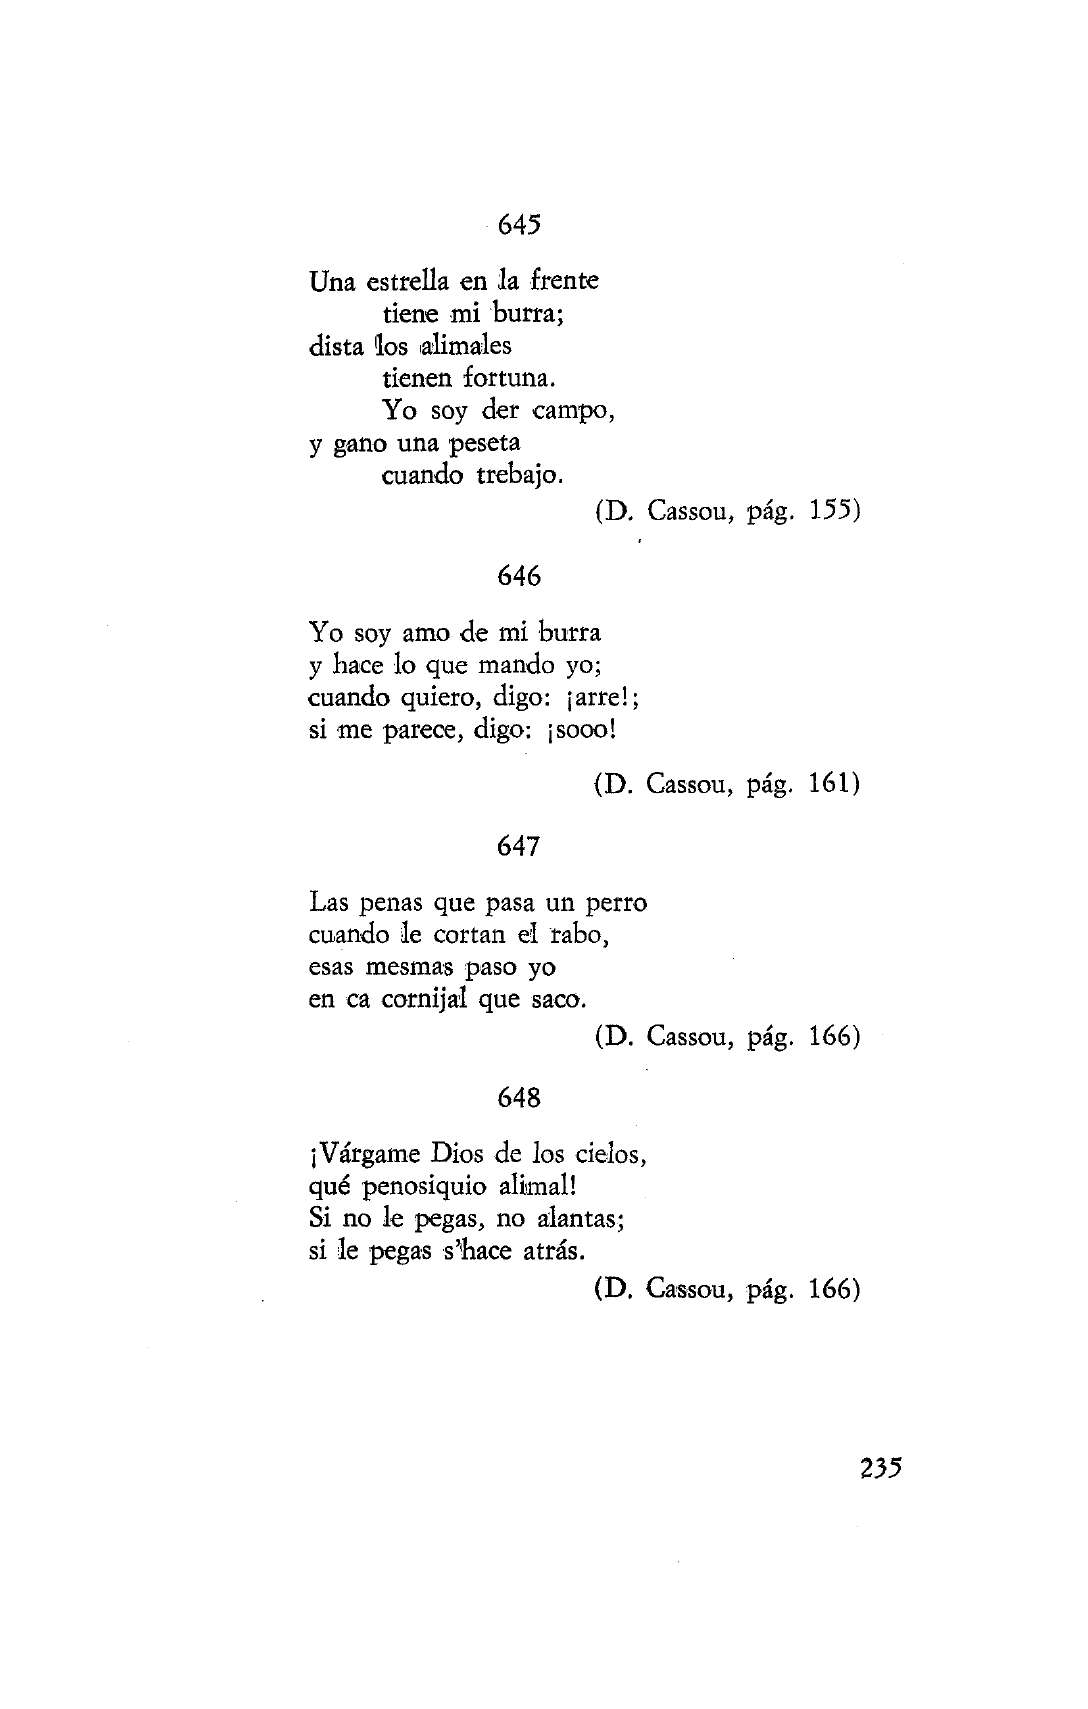 645
Una estrella en la frente
tiene mi burra;
dista los alimales
tienen fortuna.
Yo soy der campo,
y gano una peseta
cuando trebajo.
(D. Cassou, pág. 155)
646
Yo soy amo de mi burra
y hace lo que mando yo;
cuando quiero, digo: ¡arre!;
si me parece, digo: ¡sooo!
(D. Cassou, pág. 161)
647
Las penas que pasa un perro
cuando le cortan el rabo,
esas mesmas paso yo
en ca cornijal que saco.
(D. Cassou, pág. 166)
648
¡Várgame Dios de los cielos,
qué penosiquio alimal!
Si no le pegas, no alantas;
si le pegas s'hace atrás.
(D. Cassou, pág. 166)
235